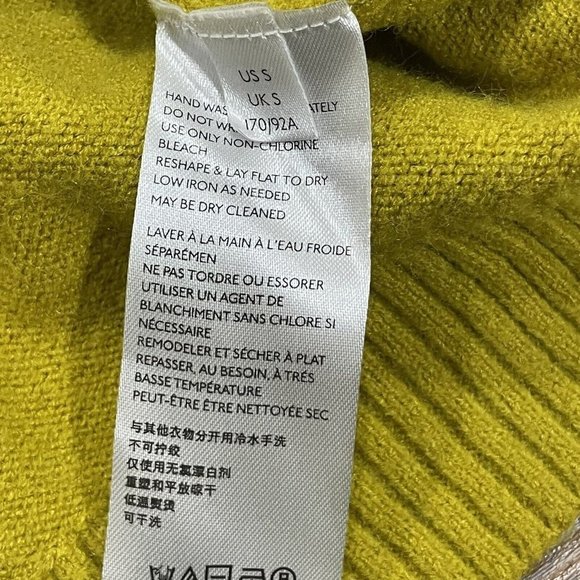 US S
UK S
170/92A
HAND WAS ATELY
DO NOT WR
USE ONLY NON-CHLORINE
BLEACH
RESHAPE & LAY FLAT TO DRY
LOW IRON AS NEEDED
MAY BE DRY CLEANED
LAVER À LA MAIN À L'EAU FROIDE
SÉPARÉMEN
NE PAS TORDRE OU ESSORER
UTILISER UN AGENT DE
BLANCHIMENT SANS CHLORE SI
NÉCESSAIRE
REMODELER ET SÉCHER À PLAT
REPASSER, AU BESOIN, À TRÉS
BASSE TEMPÉRATURE
PEUT-ÊTRE ÊTRE NETTOYÉE SEC
与其他衣物分开用冷水手洗
不可拧绞
仅使用无氯漂白剂
重塑和平放晾干
低温熨烫
可干洗